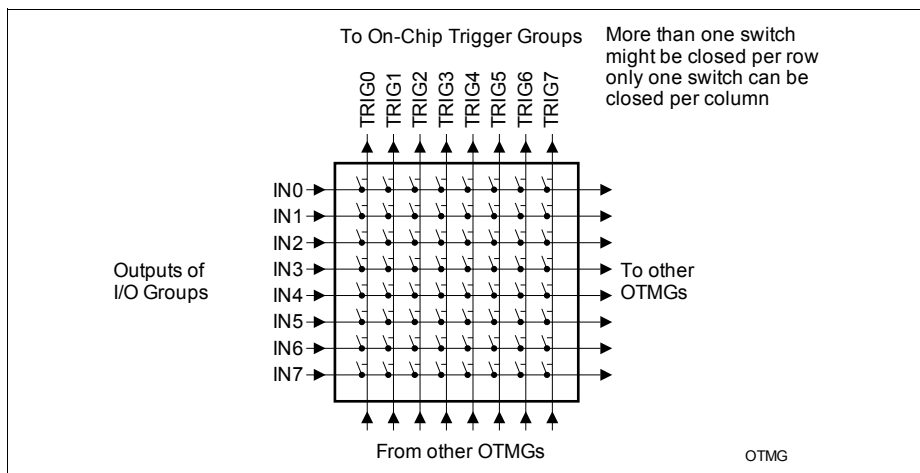 To On-Chip Trigger Groups
More than one switch
might be closed per row
only one switch can be
closed per column
TRIG0
TRIG1
TRIG2
TRIG3
TRIG4
TRIG5
TRIG6
TRIG7
IN0
IN1
IN2
IN3
IN4
IN5
IN6
IN7
Outputs of
I/O Groups
To other
OTMGs
From other OTMGs
OTMG